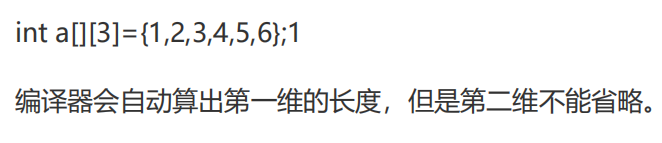 int a[][3]={1,2,3,4,5,6};1
编译器会自动算出第一维的长度，但是第二维不能省略。